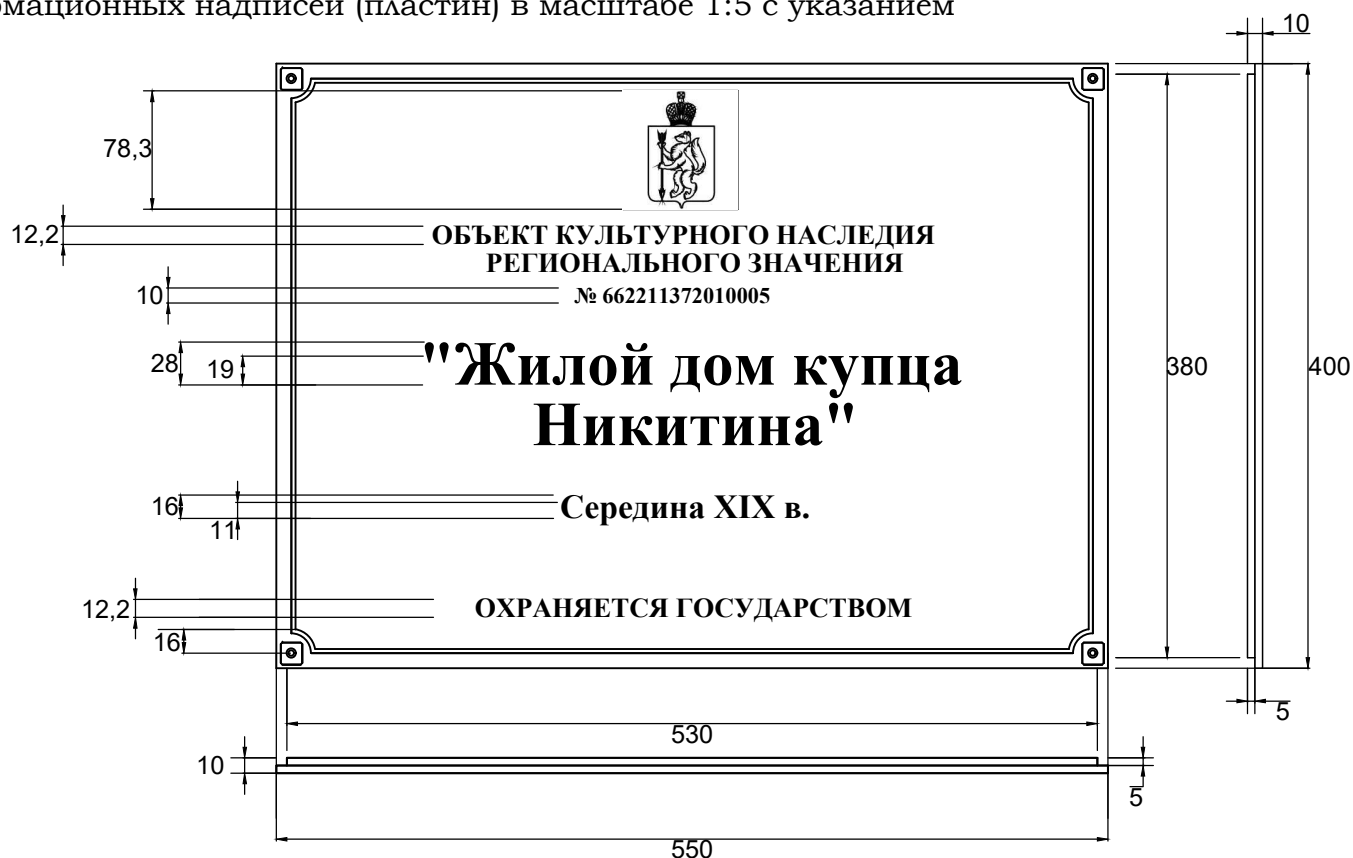 рмационных надписей (пластин) в масштабе 1:5 с указанием
10
78,3
12,2
ОБЪЕКТ КУЛЬТУРНОГО НАСЛЕДИЯ
РЕГИОНАЛЬНОГО ЗНАЧЕНИЯ
10
№ 662211372010005
28
19
"Жилой дом купца
Никитина"
380
400
16
11
Середина XIX в.
12,2
ОХРАНЯЕТСЯ ГОСУДАРСТВОМ
16
5
530
10
5
550